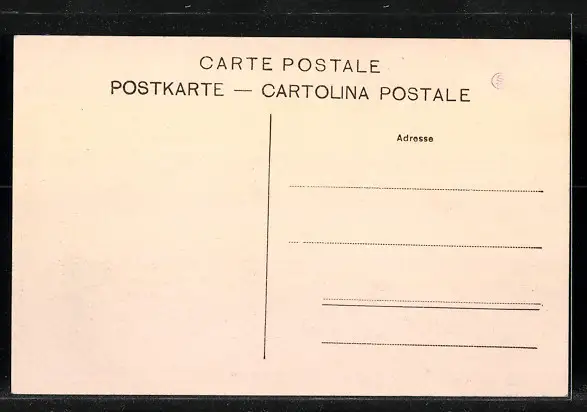 CARTE POSTALE
POSTKARTE — CARTOLINA POSTALE
Adresse